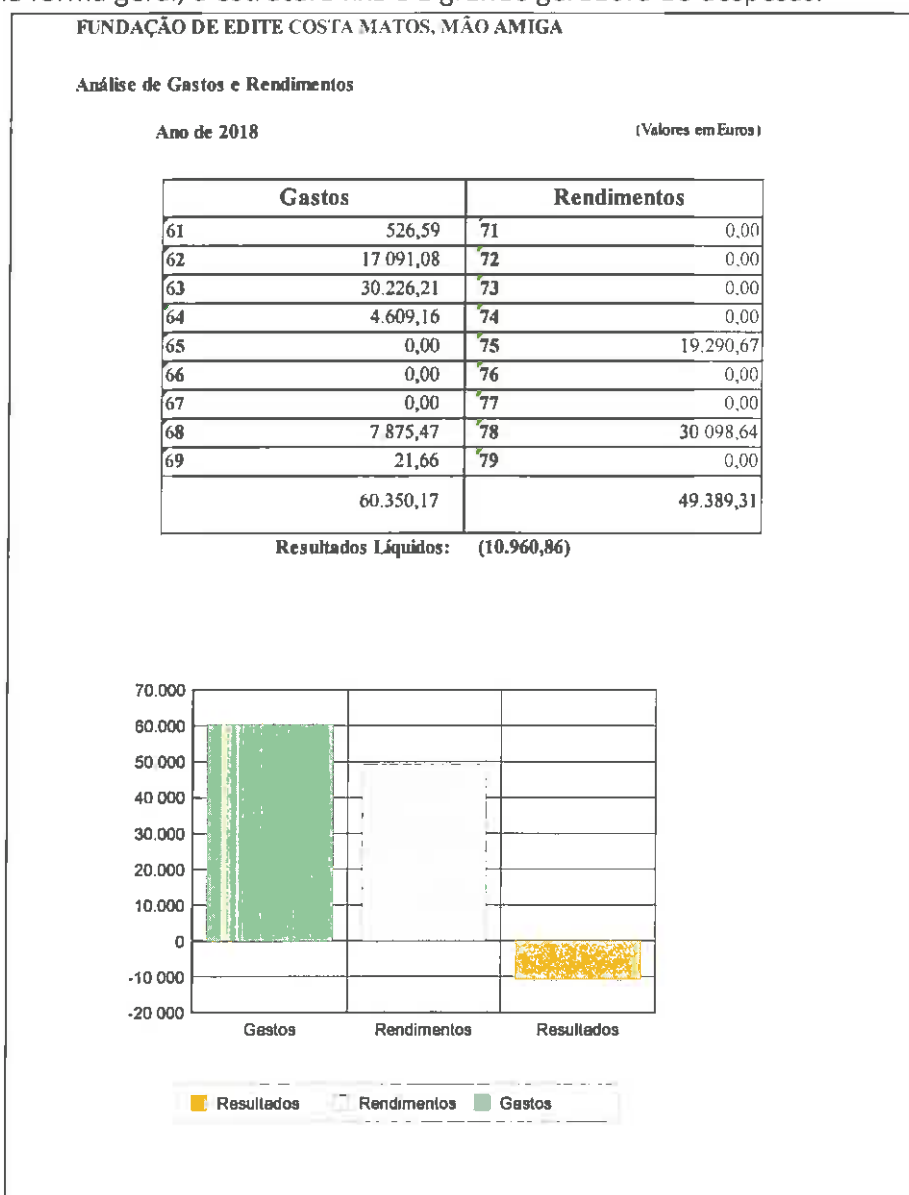 forma geral, a estrutura
grande
FUNDAÇÃO DE EDITE COSTA MATOS, MÃO AMIGA
Análise de Gastos e Rendimentos
Ano de 2018 (Valores em Euros)
Gastos Rendimentos
61 526,59 71 0,00
62 17 091,08 72 0,00
63 30.226,21 73 0,00
64 4.609,16 74 0,00
65 0,00 75 19.290,67
66 0,00 76 0,00
67 0,00 77 0,00
68 7 875,47 78 30 098,64
69 21,66 79 0,00
60.350,17 49.389,31
Resultados Líquidos: (10.960,86)
70.000
60.000
50.000
40 000
30.000
20.000
10.000
0
-10 000
-20 000
Gastos Rendimentos Resultados
Resultados Rendimentos Gastos